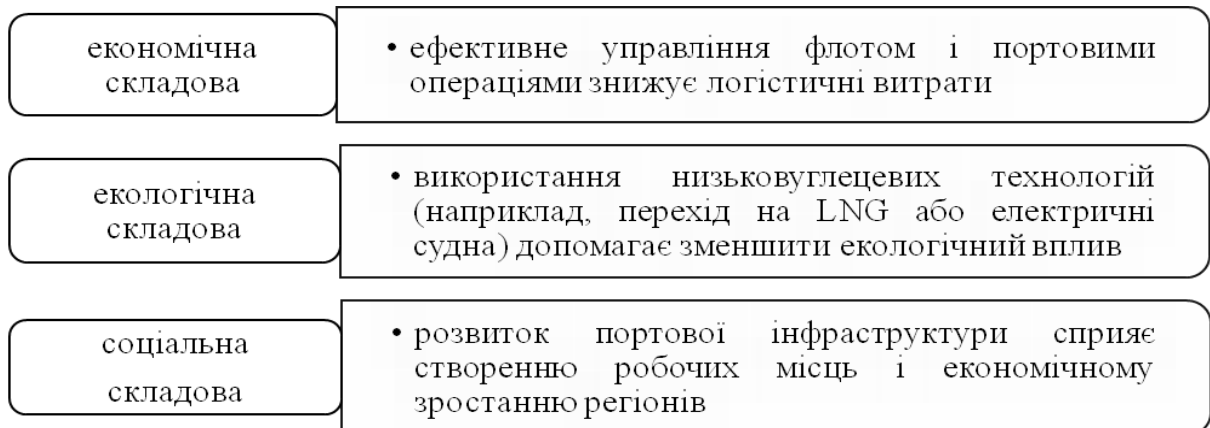 економічна
складова
• ефективне управління флотом і портовими
операціями знижує логістичні витрати
екологічна
складова
• використання низьковуглецевих технологій
(наприклад, перехід на LNG або електричні
судна) допомагає зменшити екологічний вплив
соціальна
складова
• розвиток портової інфраструктури сприяє
створенню робочих місць і економічному
зростанню регіонів